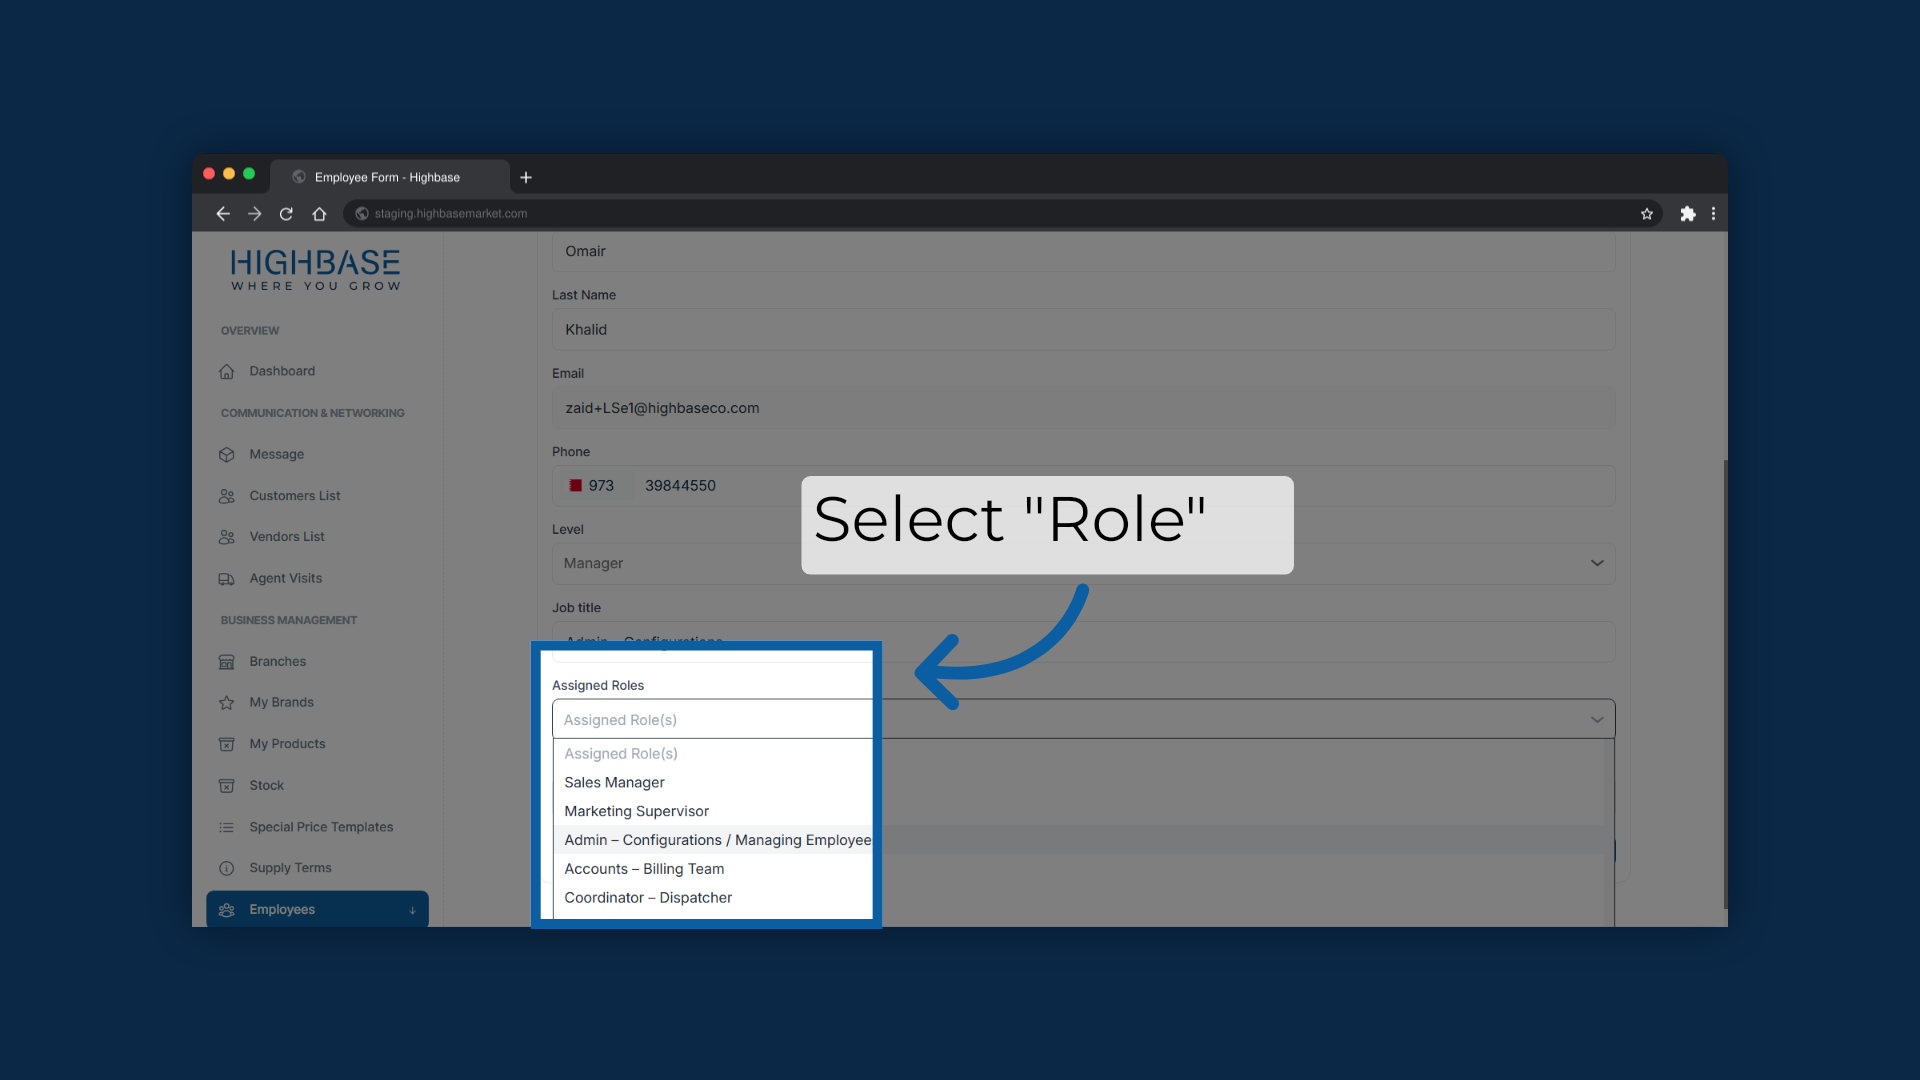 Employee Form - Highbase
staging.highbasemarket.com
HIGHBASE
WHERE YOU GROW
OVERVIEW
Dashboard
COMMUNICATION & NETWORKING
Message
Customers List
Vendors List
Agent Visits
BUSINESS MANAGEMENT
Branches
My Brands
My Products
Stock
Special Price Templates
Supply Terms
Employees
Omair
Last Name
Khalid
Email
zaid+LSe1@highbaseco.com
Phone
973 39844550
Level
Manager
Job title
Admin – Configurations
Select "Role"
Assigned Roles
Assigned Role(s)
Assigned Role(s)
Sales Manager
Marketing Supervisor
Admin – Configurations / Managing Employee
Accounts – Billing Team
Coordinator – Dispatcher